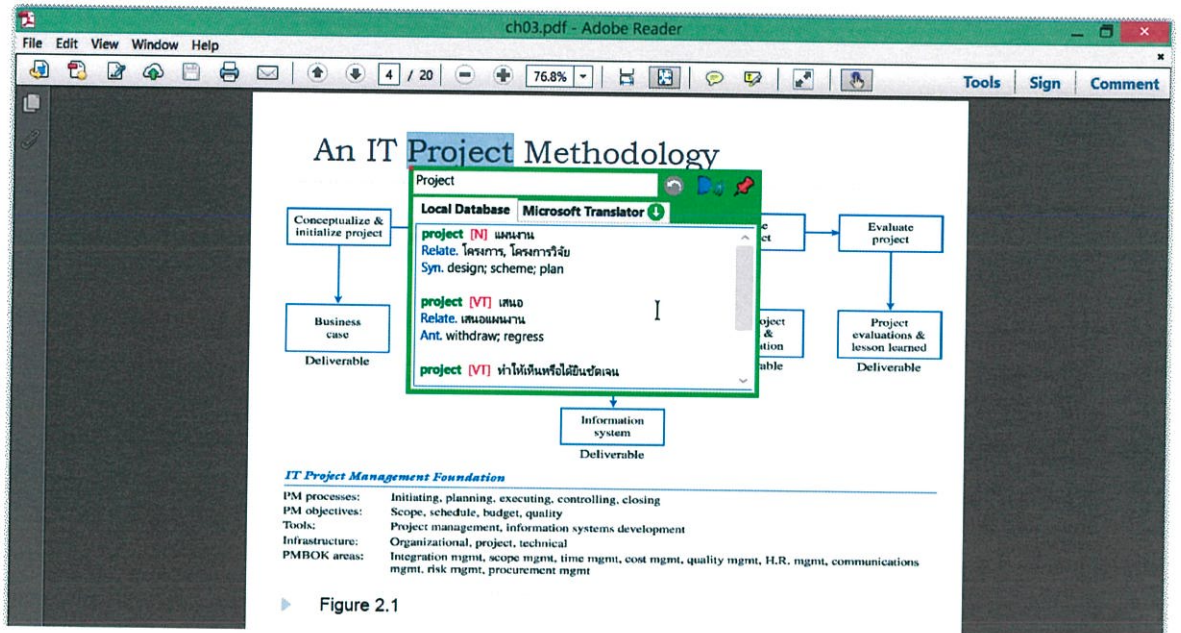 ch03.pdf - Adobe Reader
File Edit View Window Help
4 / 20 76.8% Tools Sign Comment
An IT Project Methodology
Project
Local Database Microsoft Translator
project [N] แผนงาน
Relate. โครงการ, โครงการวิจัย
Syn. design; scheme; plan
project [VT] เสนอ
Relate. เสนอแผนงาน
Ant. withdraw; regress
project [VT] ทำให้เห็นหรือได้ยินชัดเจน
Conceptualize &
initialize project
Evaluate
project
Business
case
Deliverable
&
Project
evaluations &
lesson learned
Deliverable
Information
system
Deliverable
IT Project Management Foundation
PM processes: Initiating, planning, executing, controlling, closing
PM objectives: Scope, schedule, budget, quality
Tools: Project management, information systems development
Infrastructure: Organizational, project, technical
PMBOK areas: Integration mgmt, scope mgmt, time mgmt, cost mgmt, quality mgmt, H.R. mgmt, communications
mgmt, risk mgmt, procurement mgmt
Figure 2.1